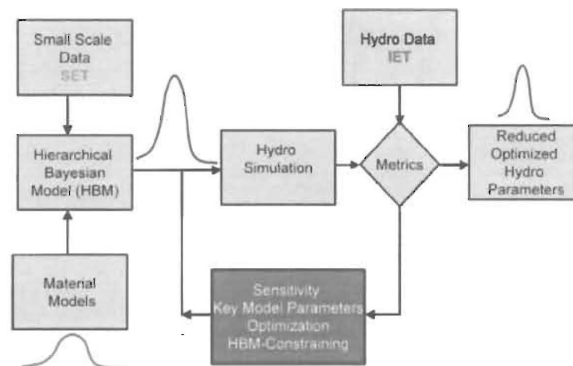 Small Scale
Data
SET
Hydro Data
IET
Hierarchical
Bayesian
Model (HBM)
Hydro
Simulation
Metrics
Reduced
Optimized
Hydro
Parameters
Material
Models
Sensitivity
Key Model Parameters
Optimization
HBM-Constraining